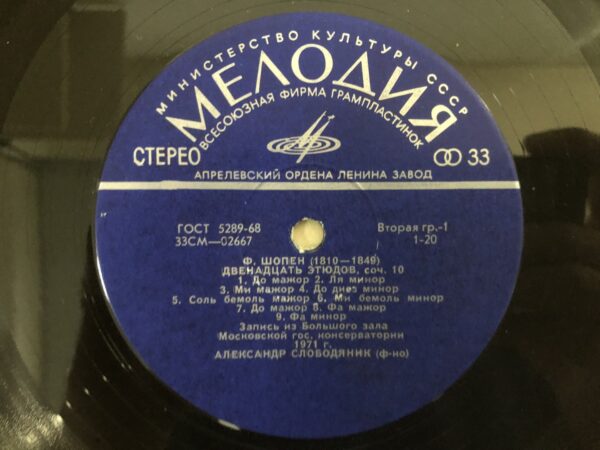 МИНИСТЕРСТВО КУЛЬТУРЫ СССР
МЕЛОДИЯ
ВСЕСОЮЗНАЯ ФИРМА ГРАМПЛАСТИНОК
СТЕРЕО 33
АПРЕЛЕВСКИЙ ОРДЕНА ЛЕНИНА ЗАВОД
ГОСТ 5289-68 Вторая гр.-1
33СМ—02667 1-20
Ф. ШОПЕН (1810—1849)
ДВЕНАДЦАТЬ ЭТЮДОВ, соч. 10
1. До мажор 2. Ля минор
3. Ми мажор 4. До диез минор
5. Соль бемоль мажор 6. Ми бемоль минор
7. До мажор 8. Фа мажор
9. Фа минор
Запись из Большого зала
Московской гос. консерватории
1971 г.
АЛЕКСАНДР СЛОБОДЯНИК (ф-но)